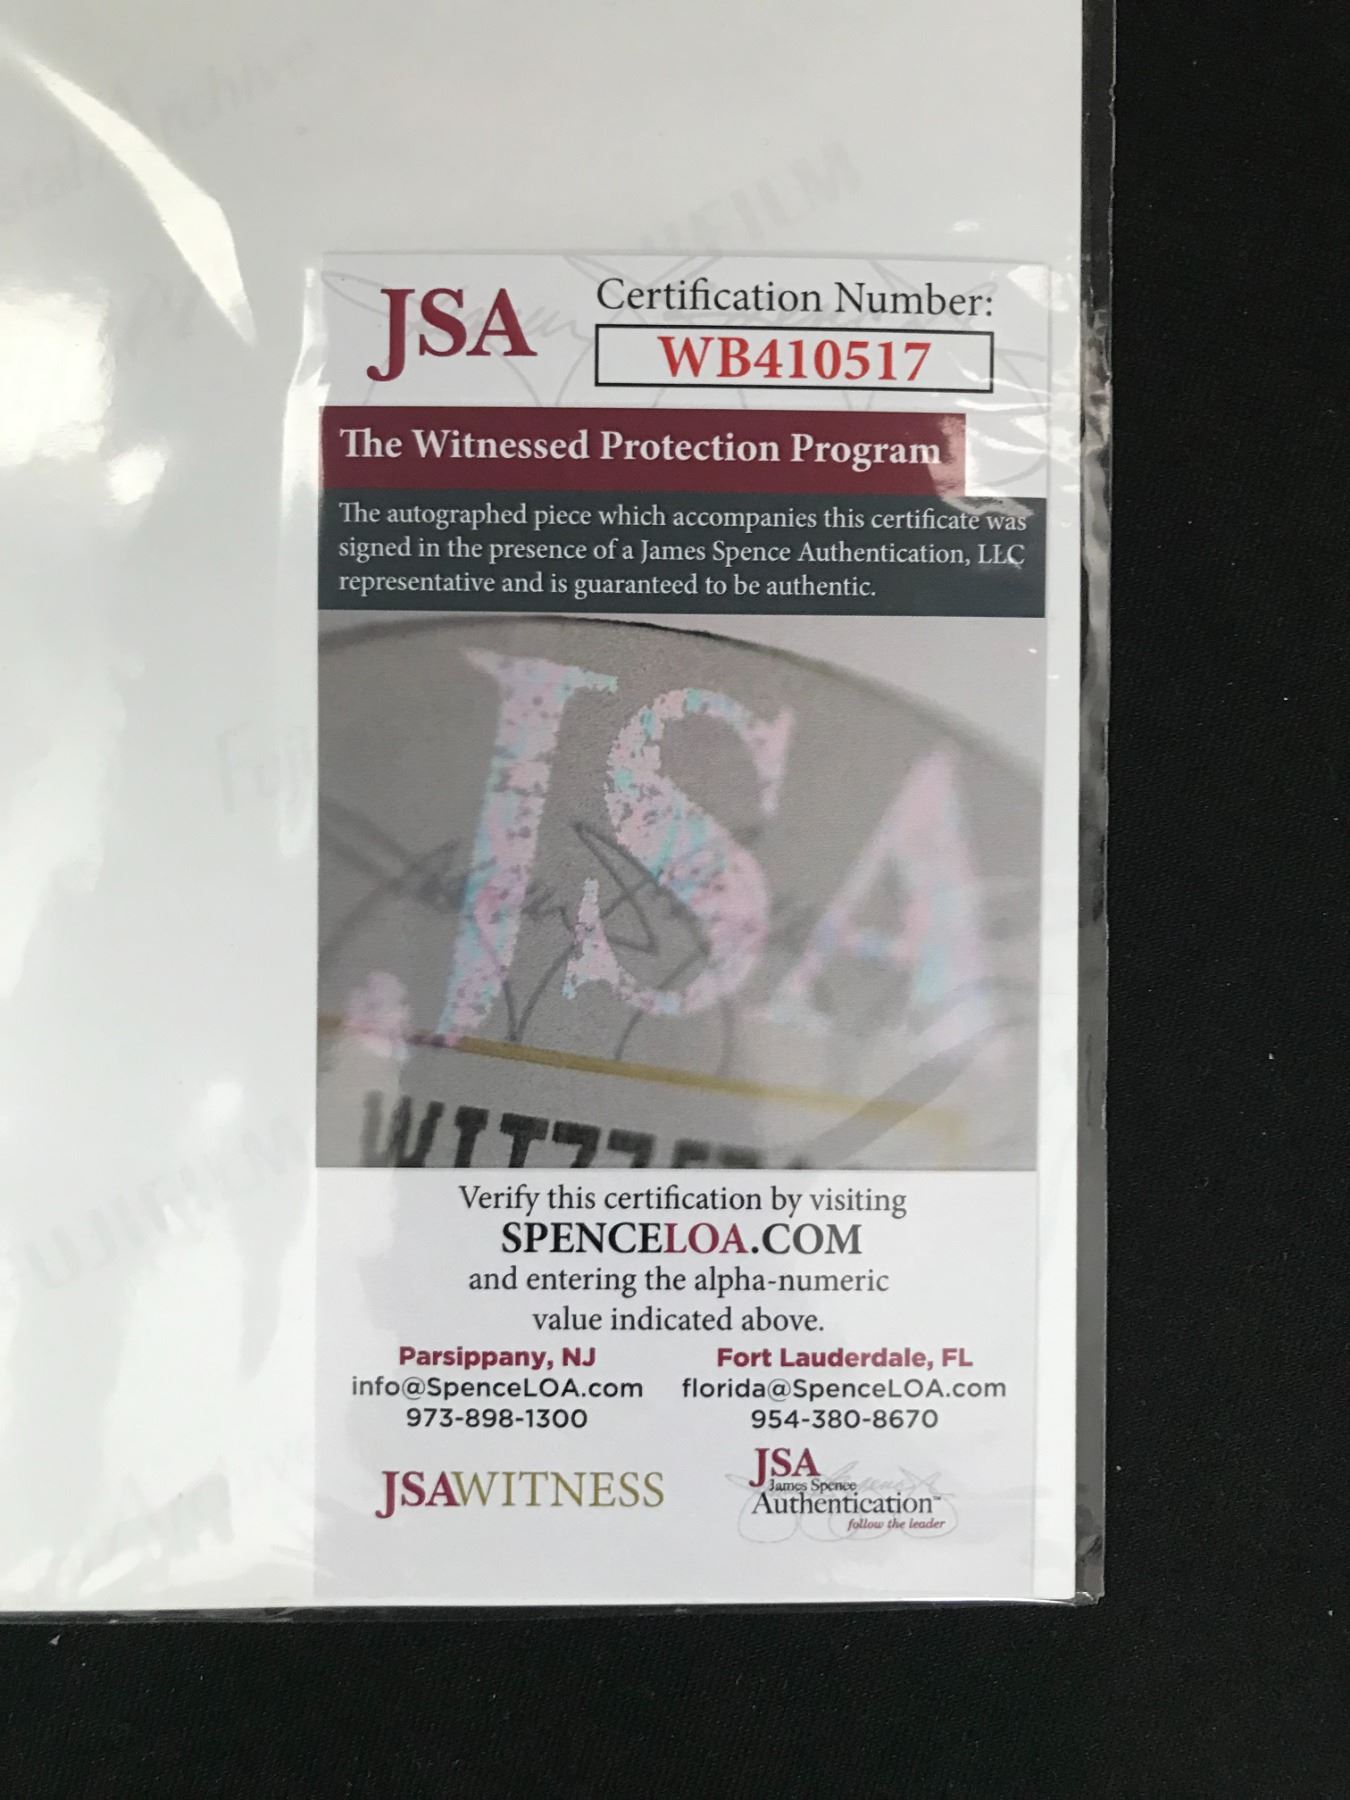 FUJIFILM
JSA
Certification Number:
WB410517
The Witnessed Protection Program
The autographed piece which accompanies this certificate was
signed in the presence of a James Spence Authentication, LLC
representative and is guaranteed to be authentic.
JSA
Verify this certification by visiting
SPENCELOA.COM
and entering the alpha-numeric
value indicated above.
Parsippany, NJ
info@SpenceLOA.com
973-898-1300
Fort Lauderdale, FL
florida@SpenceLOA.com
954-380-8670
JSAWITNESS
JSA
James Spence
Authentication™
follow the leader